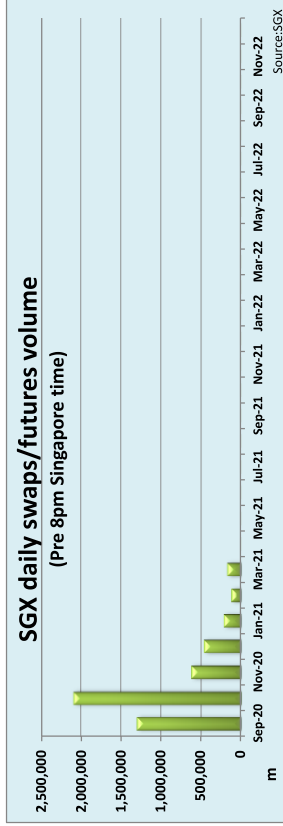 SGX daily swaps/futures volume
(Pre 8pm Singapore time)
2,500,000
2,000,000
1,500,000
1,000,000
500,000
0
m
Sep-20
Nov-20
Jan-21
Mar-21
May-21
Jul-21
Sep-21
Nov-21
Jan-22
Mar-22
May-22
Jul-22
Sep-22
Nov-22
Source:SGX